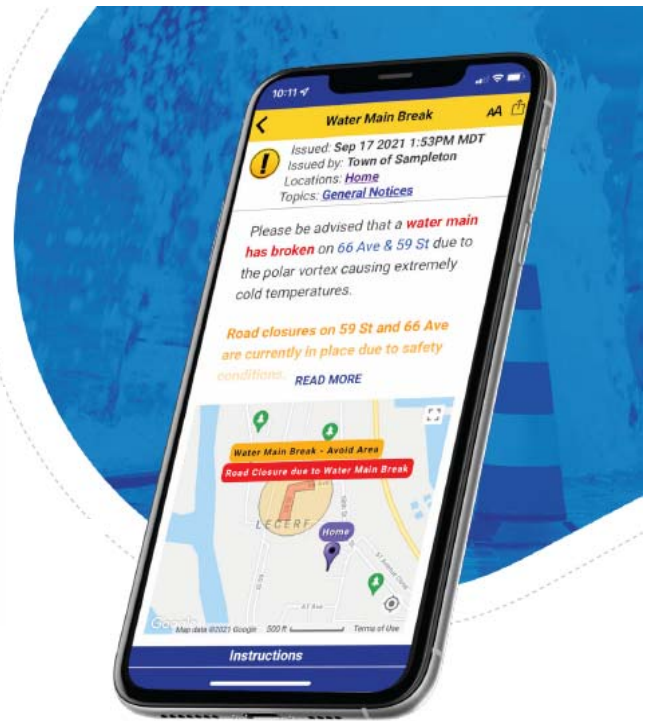 10:11
Water Main Break
AA
Issued: Sep 17 2021 1:53PM MDT
Issued by: Town of Sampleton
Locations: Home
Topics: General Notices
Please be advised that a water main
has broken on 66 Ave & 59 St due to
the polar vortex causing extremely
cold temperatures.
Road closures on 59 St and 66 Ave
are currently in place due to safety
conditions. READ MORE
Water Main Break - Avoid Area
Road Closure due to Water Main Break
LECERF
Home
61 Ave
Google
Map data ©2021 Google
500 ft
Terms of Use
Instructions